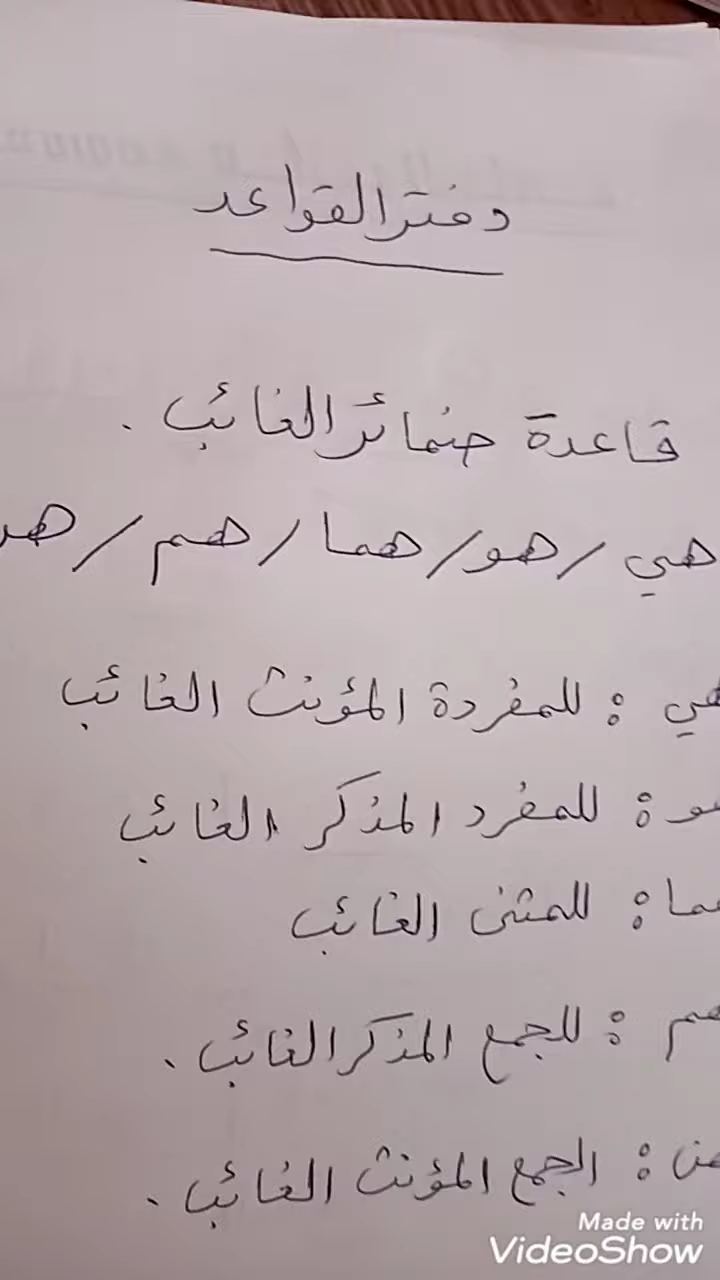 دفتر القواعد
قاعدة ضمائر الغائب .
هي / هو / هما / هم / هن
هي : للمفردة المؤنث الغائب
هو : للمفرد المذكر الغائب
هما : للمثنى الغائب
هم : للجمع المذكر الغائب .
هن : الجمع المؤنث الغائب .
Made with
VideoShow